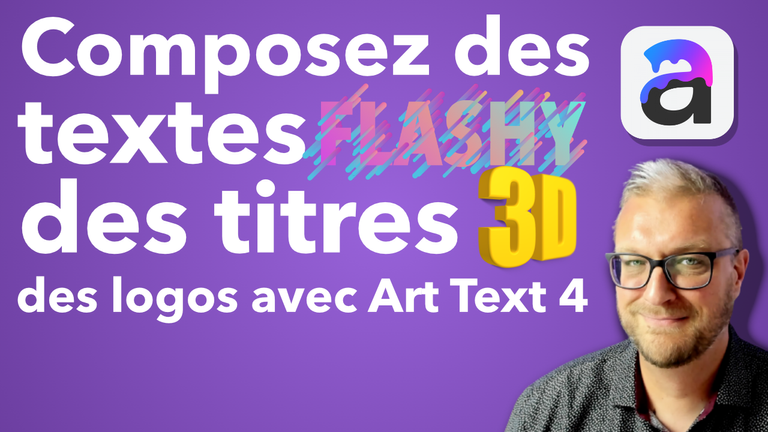 Composez des
textes FLASHY
des titres 3D
des logos avec Art Text 4
a